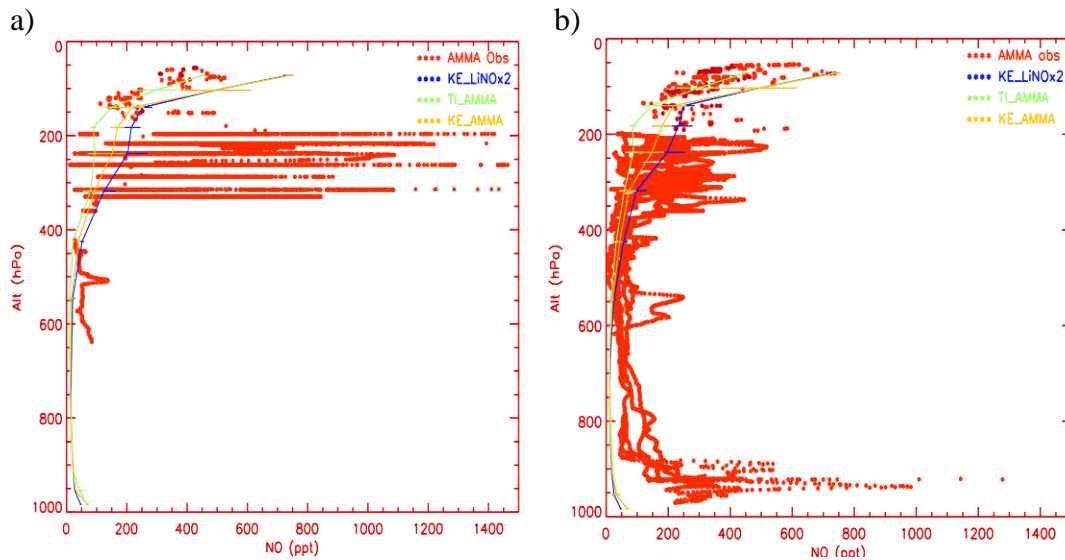 a)
0
200
400
600
800
1000
Alt (hPa)
0 200 400 600 800 1000 1200 1400
NO (ppt)
AMMA Obs
KE_LiNOx2
TI_AMMA
KE_AMMA
b)
0
200
400
600
800
1000
Alt (hPa)
0 200 400 600 800 1000 1200 1400
NO (ppt)
AMMA obs
KE_LiNOx2
TI_AMMA
KE_AMMA